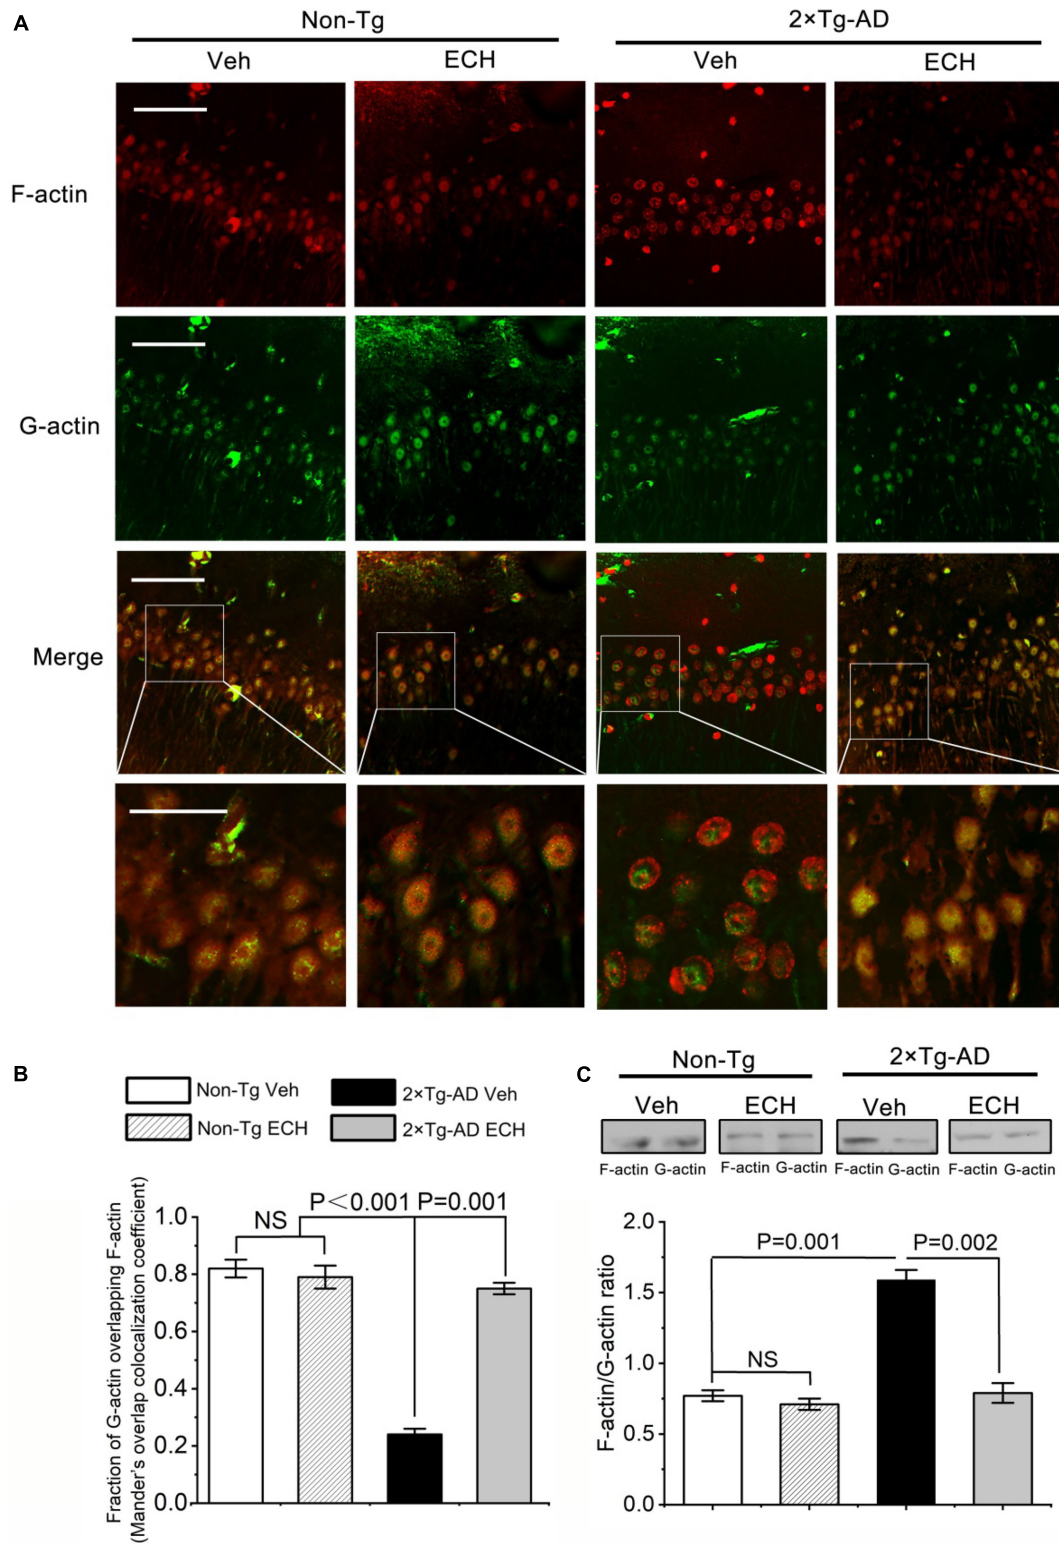 A
Non-Tg
2×Tg-AD
Veh
ECH
Veh
ECH
F-actin
G-actin
Merge
B
Non-Tg Veh
2×Tg-AD Veh
Non-Tg ECH
2×Tg-AD ECH
Fraction of G-actin overlapping F-actin
(Mander's overlap colocalization coefficient)
1.0
0.8
0.6
0.4
0.2
0.0
NS
P<0.001
P=0.001
C
Non-Tg
2×Tg-AD
Veh
ECH
Veh
ECH
F-actin G-actin
F-actin G-actin
F-actin G-actin
F-actin G-actin
F-actin/G-actin ratio
2.0
1.5
1.0
0.5
0.0
P=0.001
P=0.002
NS